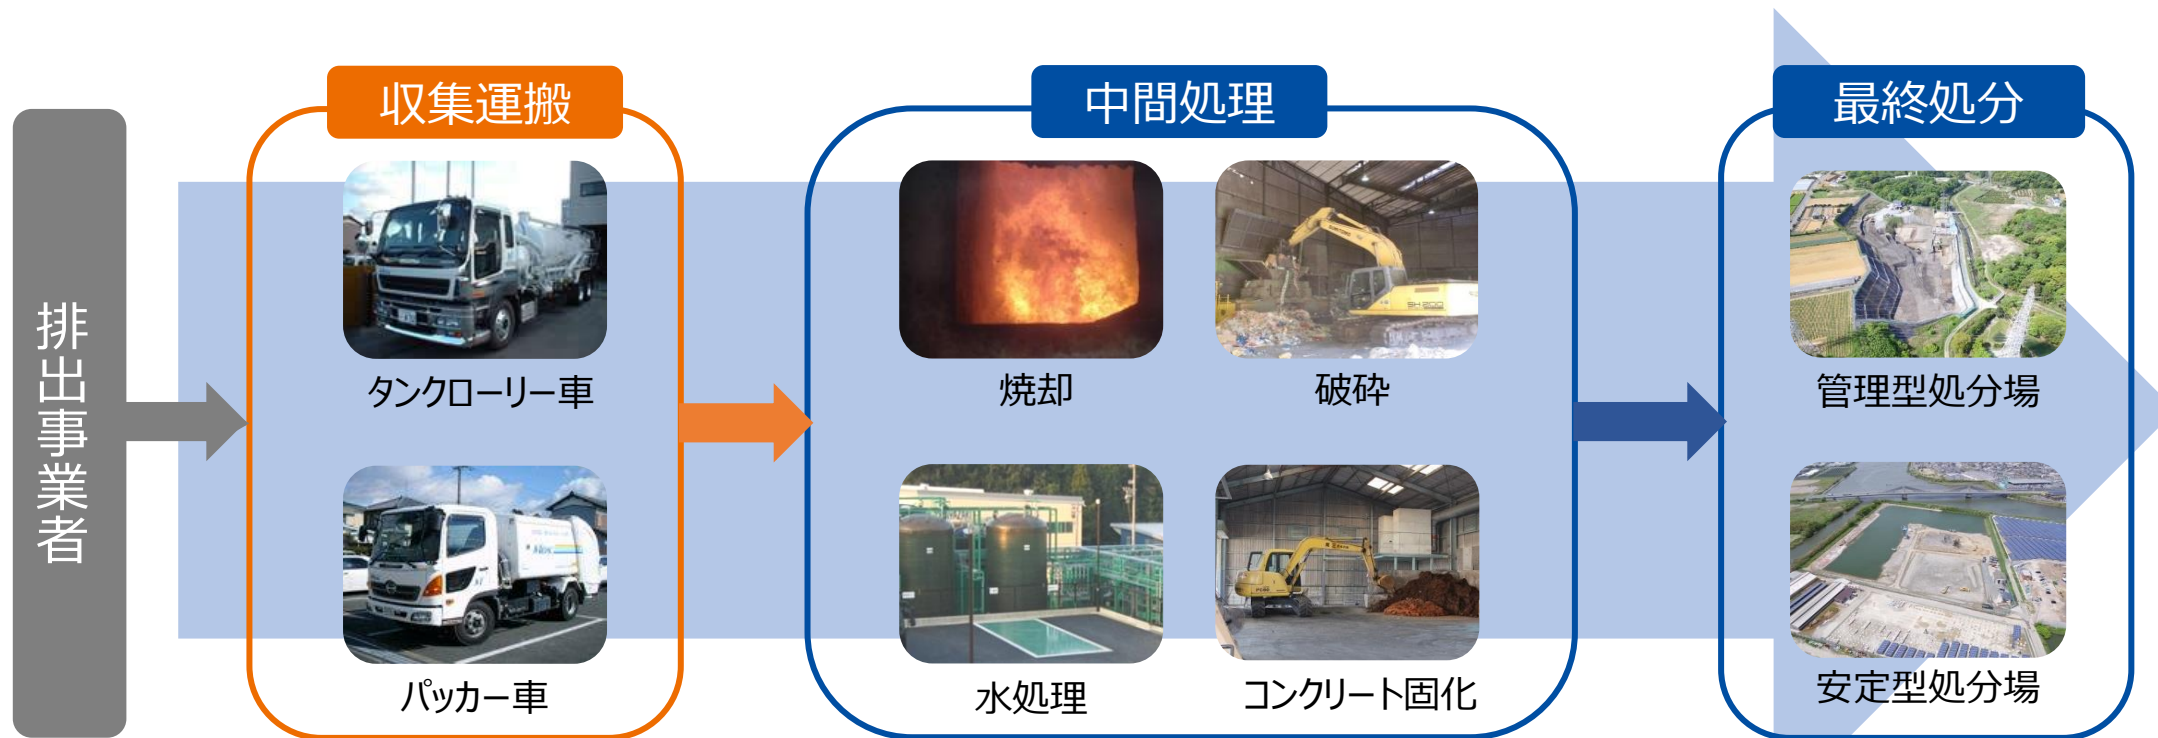 排出事業者
収集運搬
タンクローリー車
パッカー車
中間処理
焼却
破砕
SH200
水処理
コンクリート固化
最終処分
管理型処分場
安定型処分場